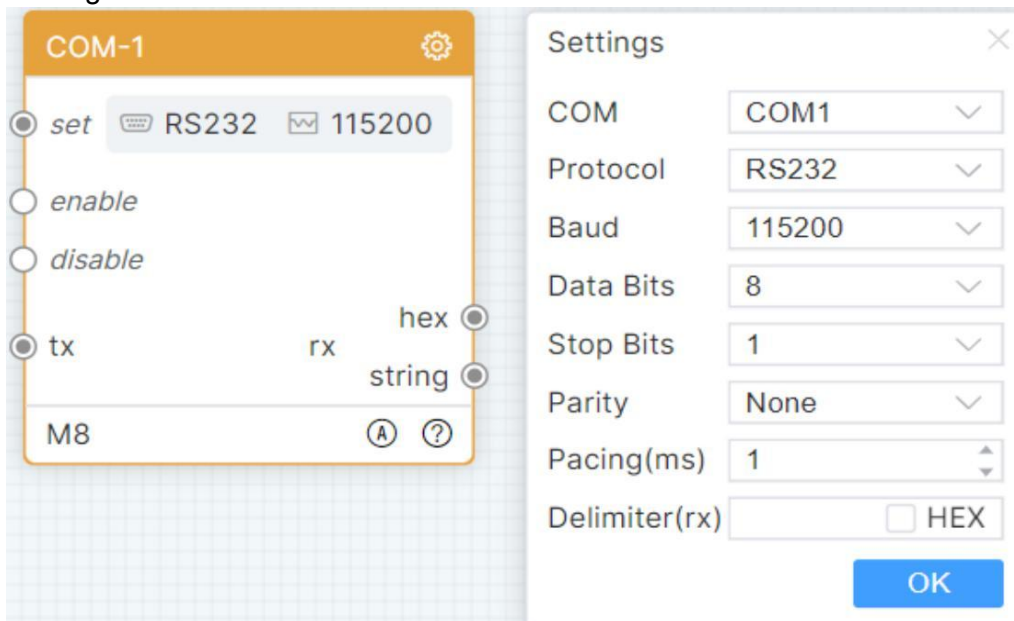 COM-1
set RS232 115200
enable
disable
hex
tx rx
string
M8 A ?
Settings
COM COM1
Protocol RS232
Baud 115200
Data Bits 8
Stop Bits 1
Parity None
Pacing(ms) 1
Delimiter(rx) HEX
OK